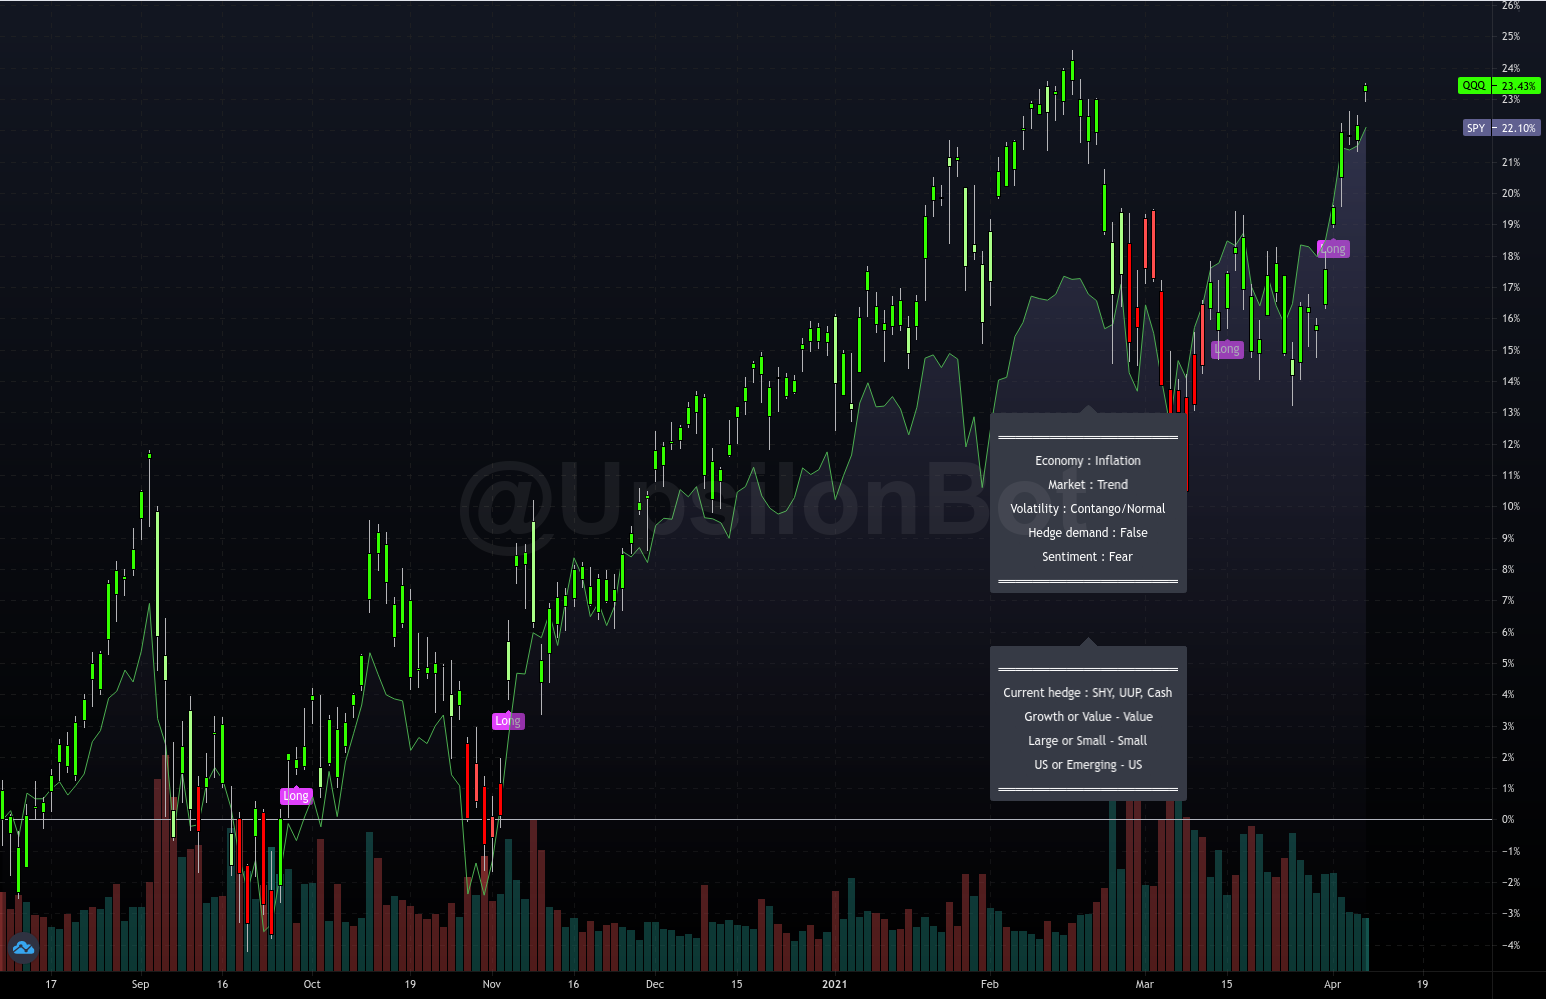 26%
25%
24%
QQQ 23.43%
23%
SPY 22.10%
21%
20%
19%
Long
18%
17%
16%
Long
15%
14%
13%
12%
11%
@UpsilonBot
10%
9%
8%
7%
6%
5%
4%
3%
2%
1%
0%
−1%
−2%
−3%
−4%
Economy : Inflation
Market : Trend
Volatility : Contango/Normal
Hedge demand : False
Sentiment : Fear
Current hedge : SHY, UUP, Cash
Growth or Value - Value
Large or Small - Small
US or Emerging - US
Long
Long
17 Sep 16 Oct 19 Nov 16 Dec 15 2021 Feb Mar 15 Apr 19